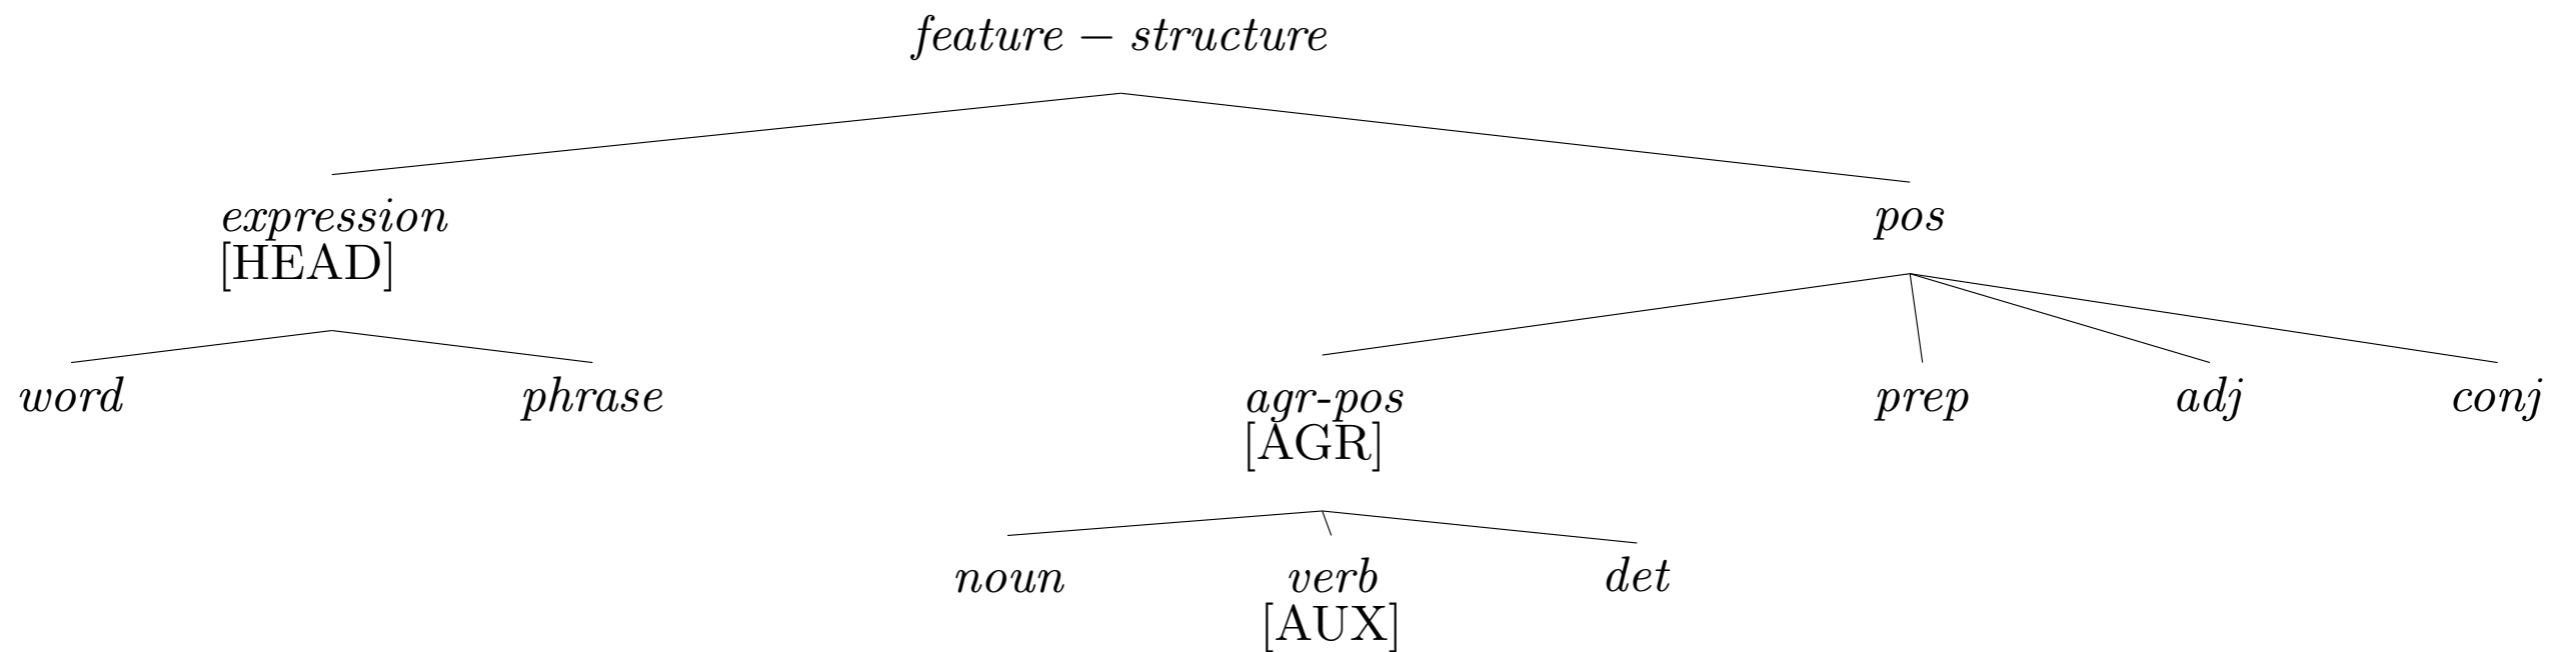 feature − structure
expression pos
[HEAD]
word phrase agr-pos prep adj conj
[AGR]
noun verb det
[AUX]